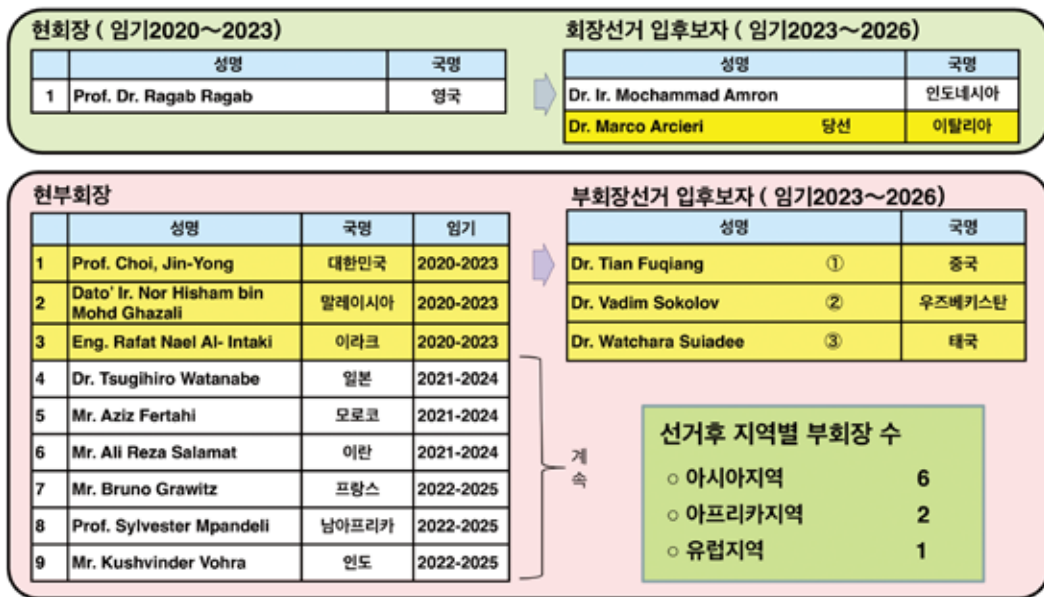 현회장 ( 임기2020～2023)
성명 국명
1 Prof. Dr. Ragab Ragab 영국
회장선거 입후보자 ( 임기2023～2026)
성명 국명
Dr. Ir. Mochammad Amron 인도네시아
Dr. Marco Arcieri 당선 이탈리아
현부회장
성명 국명 임기
1 Prof. Choi, Jin-Yong 대한민국 2020-2023
2 Dato' Ir. Nor Hisham bin
Mohd Ghazali 말레이시아 2020-2023
3 Eng. Rafat Nael Al- Intaki 이라크 2020-2023
4 Dr. Tsugihiro Watanabe 일본 2021-2024
5 Mr. Aziz Fertahi 모로코 2021-2024
6 Mr. Ali Reza Salamat 이란 2021-2024
7 Mr. Bruno Grawitz 프랑스 2022-2025
8 Prof. Sylvester Mpandeli 남아프리카 2022-2025
9 Mr. Kushvinder Vohra 인도 2022-2025
계
속
부회장선거 입후보자 ( 임기2023～2026)
성명 국명
Dr. Tian Fuqiang ① 중국
Dr. Vadim Sokolov ② 우즈베키스탄
Dr. Watchara Suiadee ③ 태국
선거후 지역별 부회장 수
○ 아시아지역 6
○ 아프리카지역 2
○ 유럽지역 1